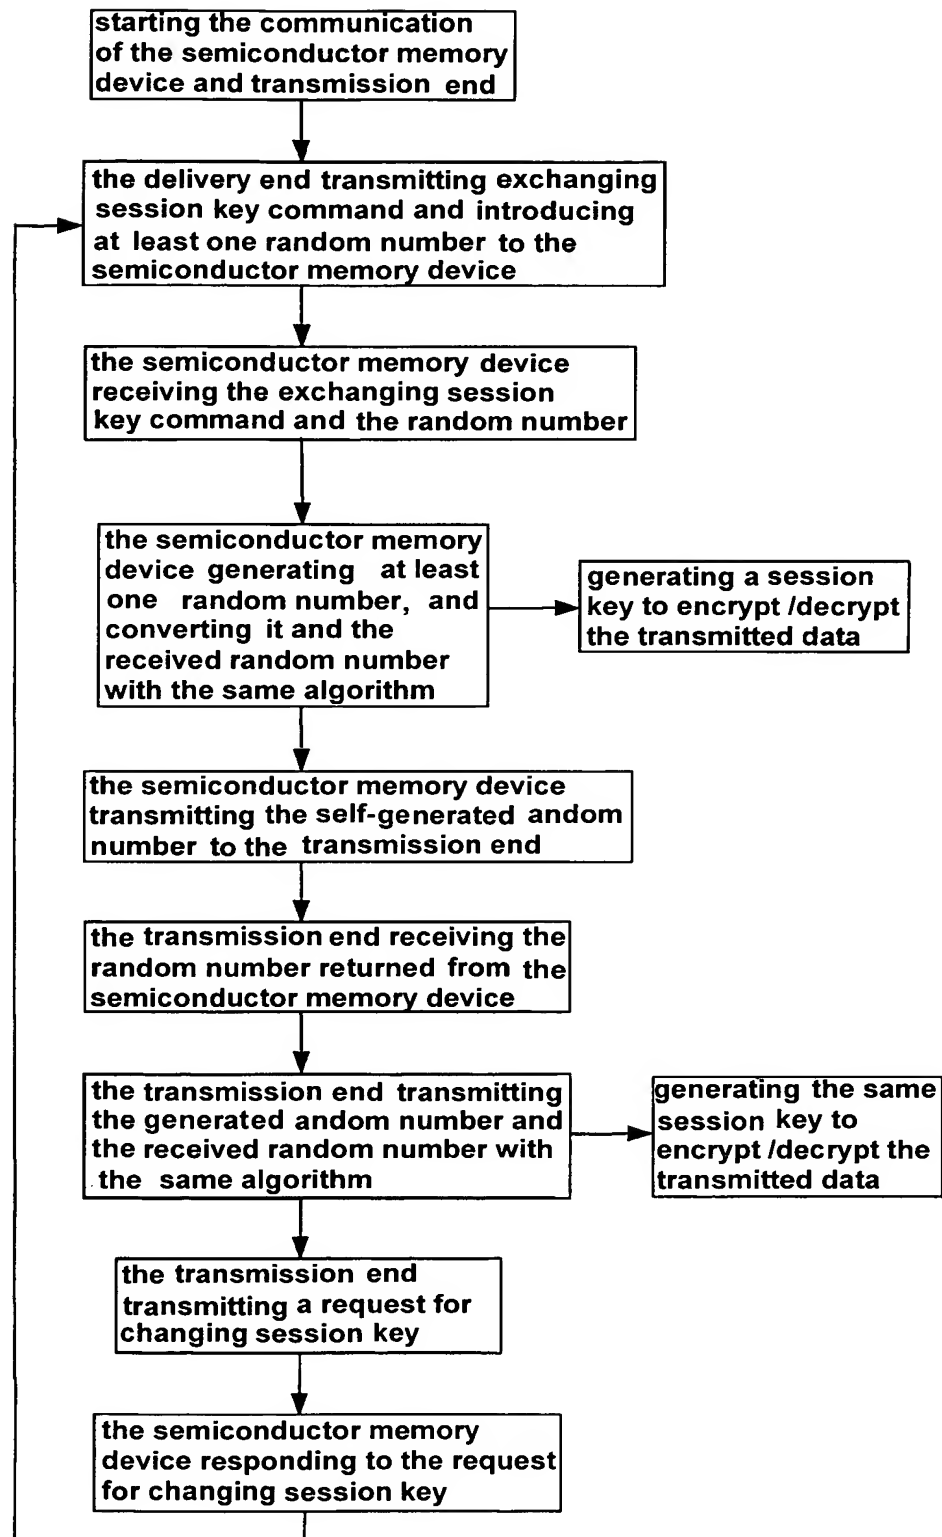 starting the communication
of the semiconductor memory
device and transmission end
the delivery end transmitting exchanging
session key command and introducing
at least one random number to the
semiconductor memory device
the semiconductor memory device
receiving the exchanging session
key command and the random number
the semiconductor memory
device generating at least
one random number, and
converting it and the
received random number
with the same algorithm
generating a session
key to encrypt /decrypt
the transmitted data
the semiconductor memory device
transmitting the self-generated andom
number to the transmission end
the transmission end receiving the
random number returned from the
semiconductor memory device
the transmission end transmitting
the generated andom number and
the received random number with
the same algorithm
generating the same
session key to
encrypt /decrypt the
transmitted data
the transmission end
transmitting a request for
changing session key
the semiconductor memory
device responding to the request
for changing session key